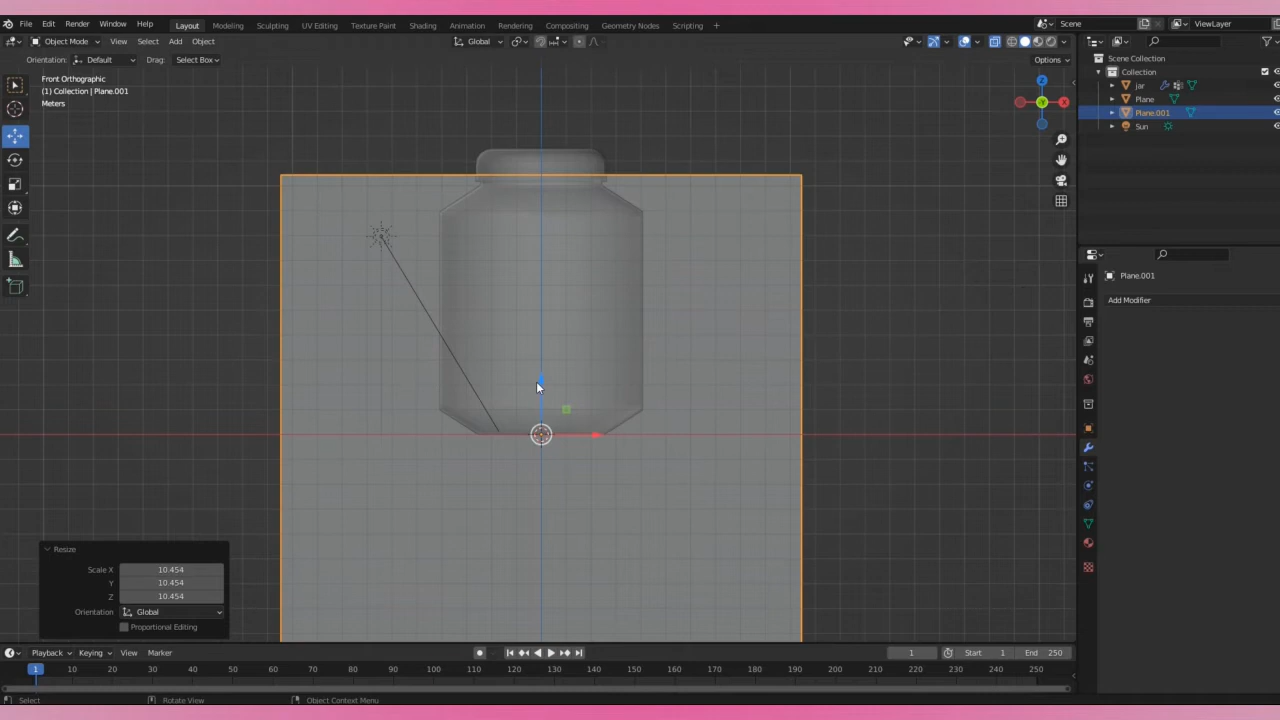 File Edit Render Window Help Layout Modeling Sculpting UV Editing Texture Paint Shading Animation Rendering Compositing Geometry Nodes Scripting + Scene ViewLayer
Object Mode View Select Add Object Global
Orientation: Default Drag: Select Box Options
Front Orthographic
(1) Collection | Plane.001
Meters
Z
X
Y
Scene Collection
Collection
jar
Plane
Plane.001
Sun
Plane.001
Add Modifier
Resize
Scale X 10.454
Y 10.454
Z 10.454
Orientation Global
Proportional Editing
Playback Keying View Marker 1 Start 1 End 250
1 10 20 30 40 50 60 70 80 90 100 110 120 130 140 150 160 170 180 190 200 210 220 230 240 250
Select Rotate View Object Context Menu